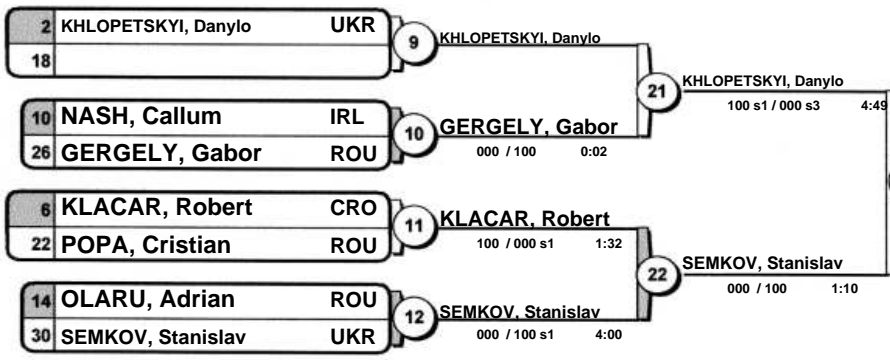 2 KHLOPETSKYI, Danylo UKR
18
9
KHLOPETSKYI, Danylo
10 NASH, Callum IRL
26 GERGELY, Gabor ROU
10
GERGELY, Gabor
000 / 100 0:02
21
KHLOPETSKYI, Danylo
100 s1 / 000 s3 4:49
6 KLACAR, Robert CRO
22 POPA, Cristian ROU
11
KLACAR, Robert
100 / 000 s1 1:32
14 OLARU, Adrian ROU
30 SEMKOV, Stanislav UKR
12
SEMKOV, Stanislav
000 / 100 s1 4:00
22
SEMKOV, Stanislav
000 / 100 1:10